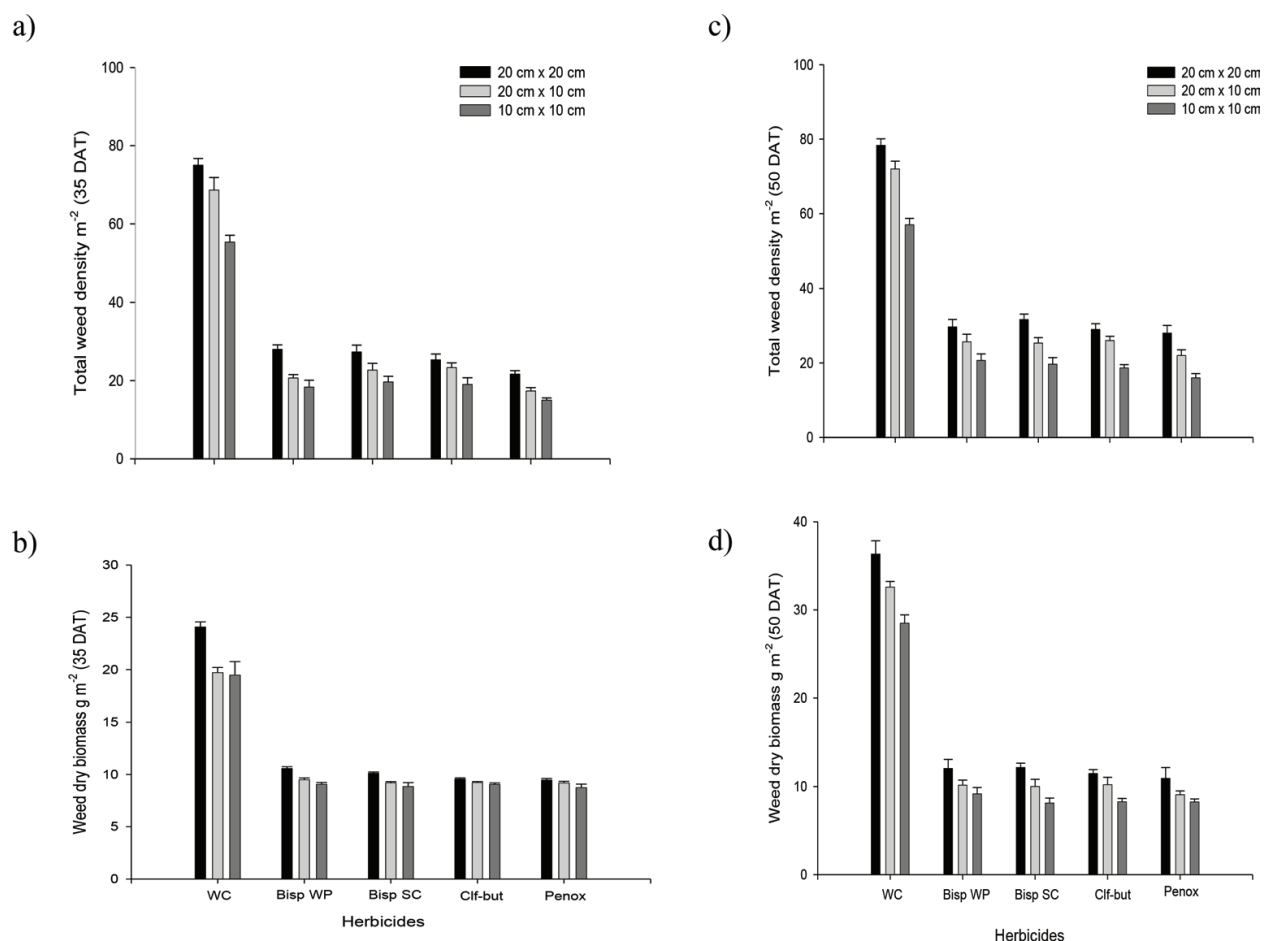 a)
Total weed density m⁻² (35 DAT)
100
80
60
40
20
0
20 cm x 20 cm
20 cm x 10 cm
10 cm x 10 cm
c)
Total weed density m⁻² (50 DAT)
100
80
60
40
20
0
20 cm x 20 cm
20 cm x 10 cm
10 cm x 10 cm
b)
Weed dry biomass g m⁻² (35 DAT)
30
25
20
15
10
5
0
WC Bisp WP Bisp SC Clf-but Penox
Herbicides
d)
Weed dry biomass g m⁻² (50 DAT)
40
30
20
10
0
WC Bisp WP Bisp SC Clf-but Penox
Herbicides